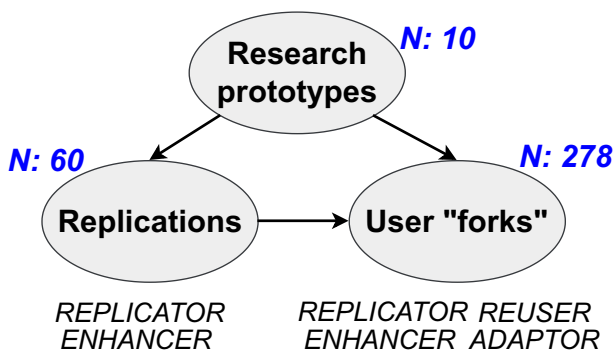 Research
prototypes
N: 10
N: 60
Replications
N: 278
User "forks"
REPLICATOR
ENHANCER
REPLICATOR REUSER
ENHANCER ADAPTOR